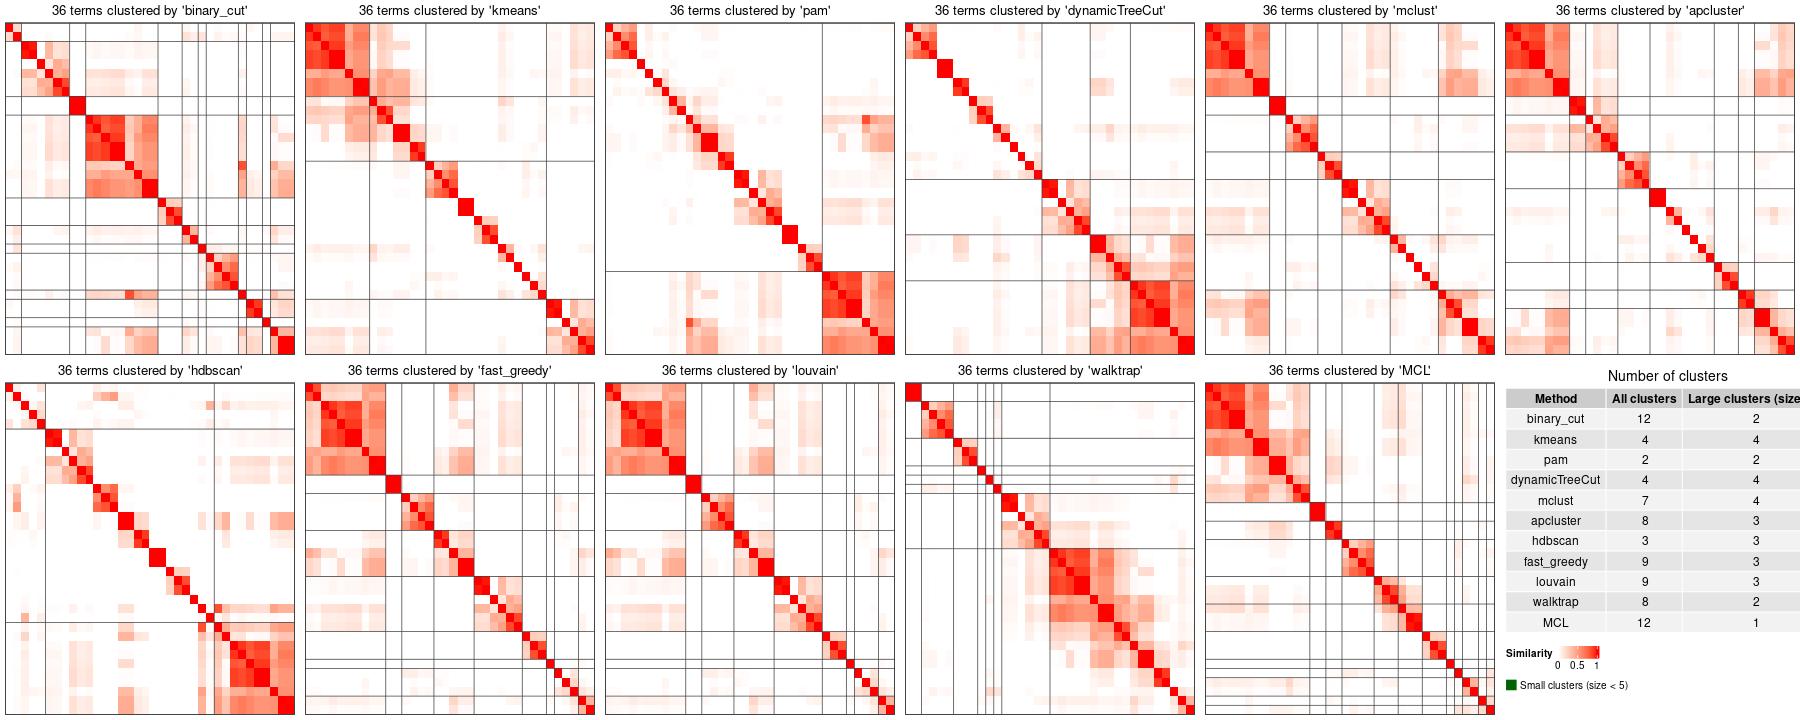 36 terms clustered by 'binary_cut'
36 terms clustered by 'kmeans'
36 terms clustered by 'pam'
36 terms clustered by 'dynamicTreeCut'
36 terms clustered by 'mclust'
36 terms clustered by 'apcluster'
36 terms clustered by 'hdbscan'
36 terms clustered by 'fast_greedy'
36 terms clustered by 'louvain'
36 terms clustered by 'walktrap'
36 terms clustered by 'MCL'
Number of clusters
Method All clusters Large clusters (size
binary_cut 12 2
kmeans 4 4
pam 2 2
dynamicTreeCut 4 4
mclust 7 4
apcluster 8 3
hdbscan 3 3
fast_greedy 9 3
louvain 9 3
walktrap 8 2
MCL 12 1
Similarity
0 0.5 1
Small clusters (size < 5)